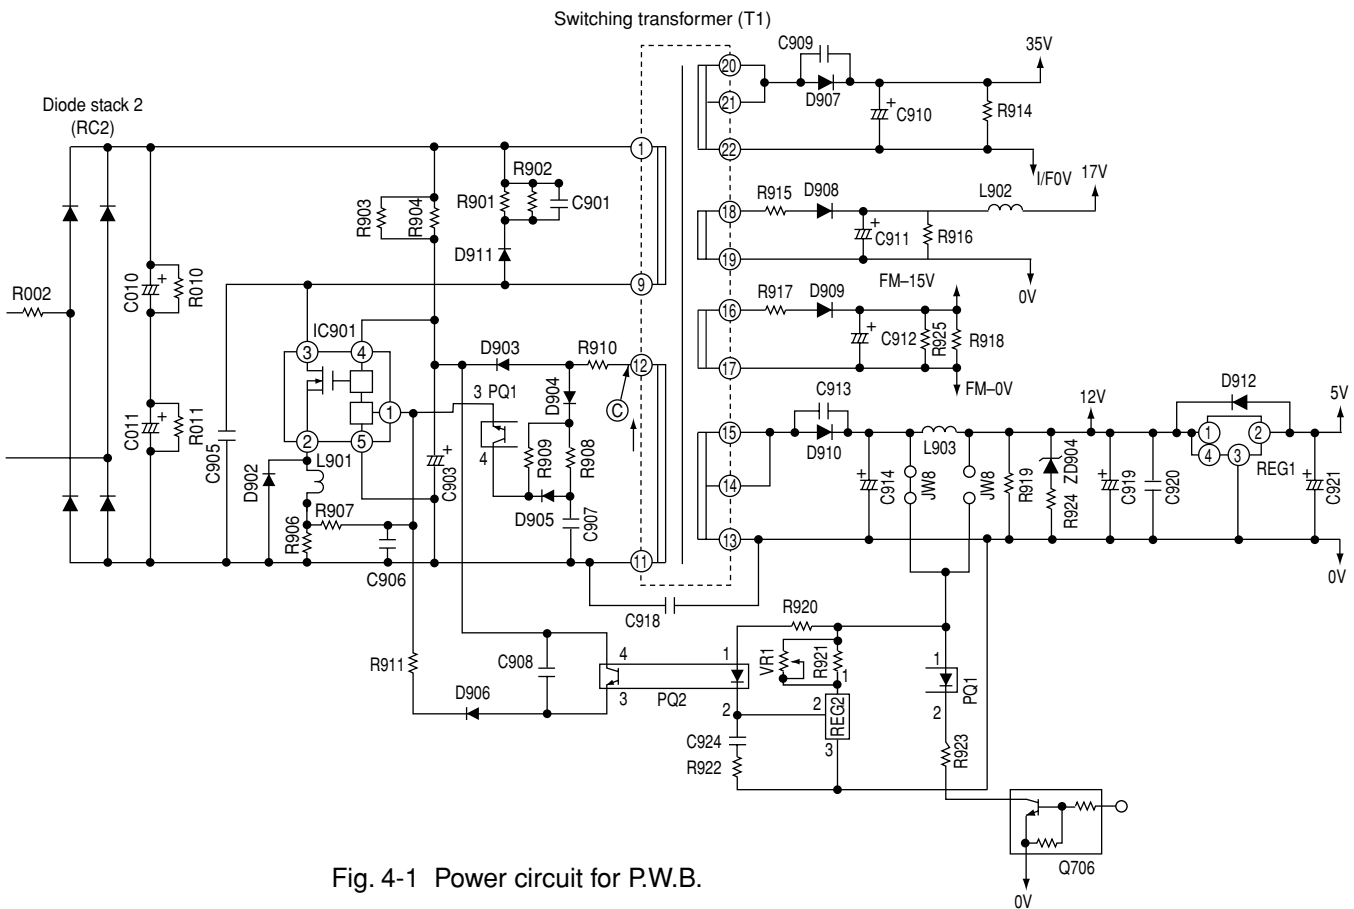 Switching transformer (T1)
C909
35V
20
D707
21
C910
R914
22
I/F0V
17V
Diode stack 2
(RC2)
1
R902
R901
C901
R903
R904
D911
R915
D908
L902
18
C911
R916
19
0V
9
R002
C010
R010
IC901
3
4
FM–15V
R917
D909
16
C912
R925
R918
17
FM–0V
D903
R910
12
C
3 PQ1
4
D904
R909
R908
1
2
5
C011
R011
C905
D902
L901
C903
D905
C907
R907
R906
C906
11
C913
15
D910
L903
14
13
C914
JW8
JW8
R919
R924
ZD904
12V
C919
C920
D912
1
2
4
3
REG1
5V
C921
0V
C918
R920
R911
C908
4
3
1
2
PQ2
VR1
R921
1
2
REG2
3
1
PQ1
2
D906
C924
R922
R923
Q706
0V
Fig. 4-1 Power circuit for P.W.B.